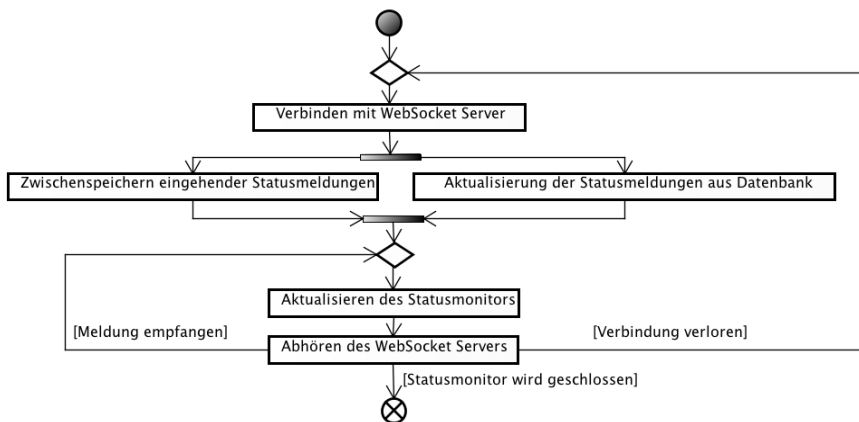 Verbinden mit WebSocket Server
Zwischenspeichern eingehender Statusmeldungen
Aktualisierung der Statusmeldungen aus Datenbank
Aktualisieren des Statusmonitors
[Meldung empfangen]
[Verbindung verloren]
Abhören des WebSocket Servers
[Statusmonitor wird geschlossen]